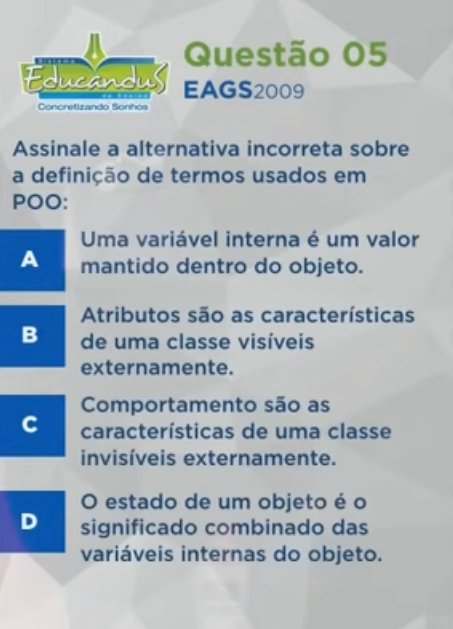 Sistema
Educandus
de Ensino
Concretizando Sonhos
Questão 05
EAGS2009
Assinale a alternativa incorreta sobre
a definição de termos usados em
POO:
A
Uma variável interna é um valor
mantido dentro do objeto.
B
Atributos são as características
de uma classe visíveis
externamente.
C
Comportamento são as
características de uma classe
invisíveis externamente.
D
O estado de um objeto é o
significado combinado das
variáveis internas do objeto.